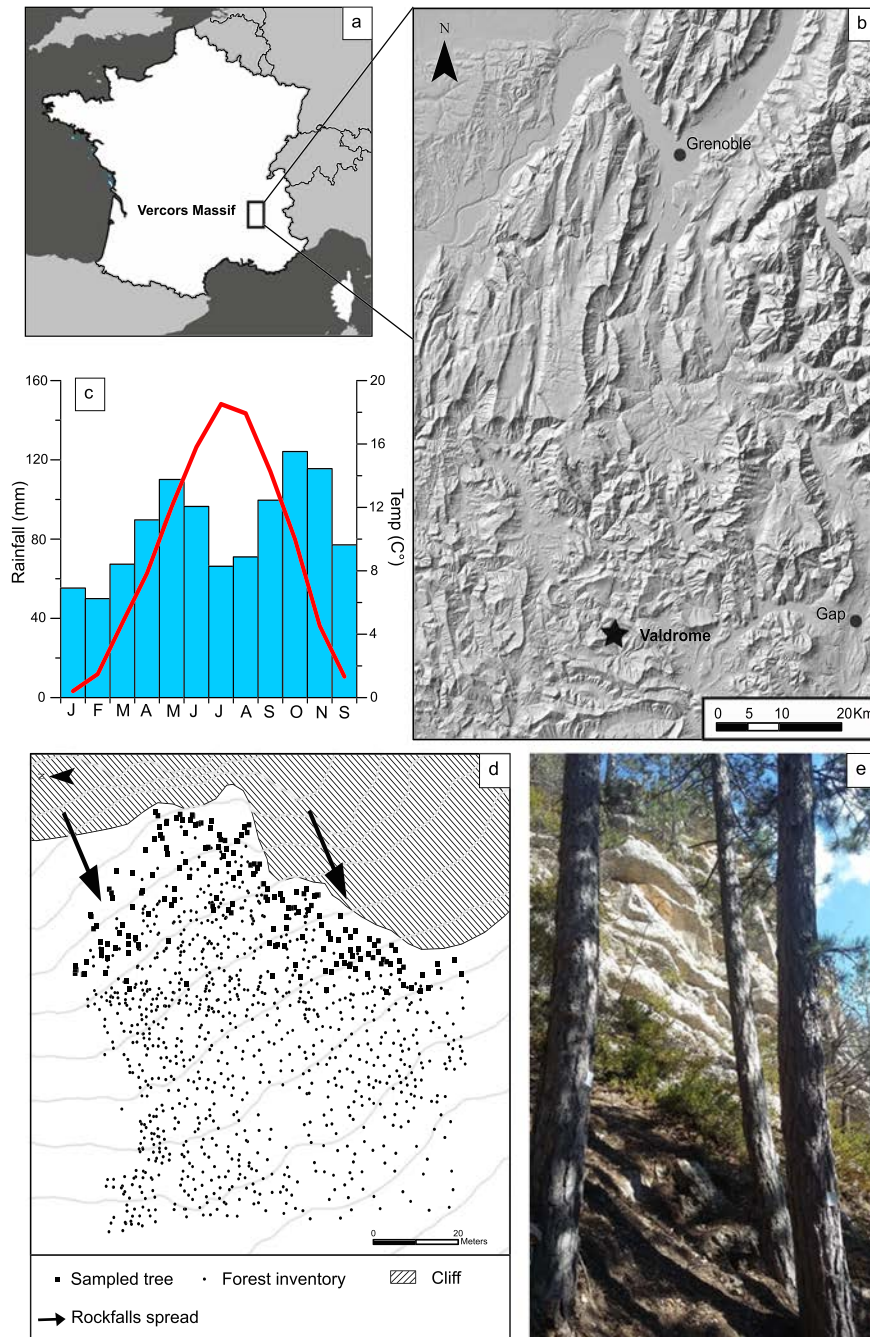 a
Vercors Massif
b
N
Grenoble
Valdrome
Gap
0 5 10 20Km
c
160
120
80
40
0
Rainfall (mm)
20
16
12
8
4
0
Temp (C°)
J F M A M J J A S O N S
d
0 20
Meters
Sampled tree
Forest inventory
Cliff
Rockfalls spread
e